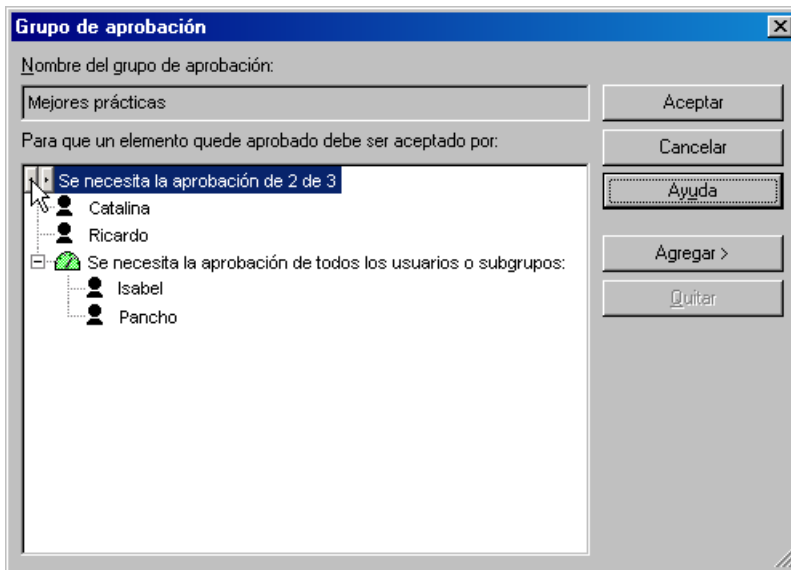 Grupo de aprobación
Nombre del grupo de aprobación:
Mejores prácticas
Para que un elemento quede aprobado debe ser aceptado por:
Se necesita la aprobación de 2 de 3
Catalina
Ricardo
Se necesita la aprobación de todos los usuarios o subgrupos:
Isabel
Pancho
Aceptar
Cancelar
Ayuda
Agregar >
Quitar